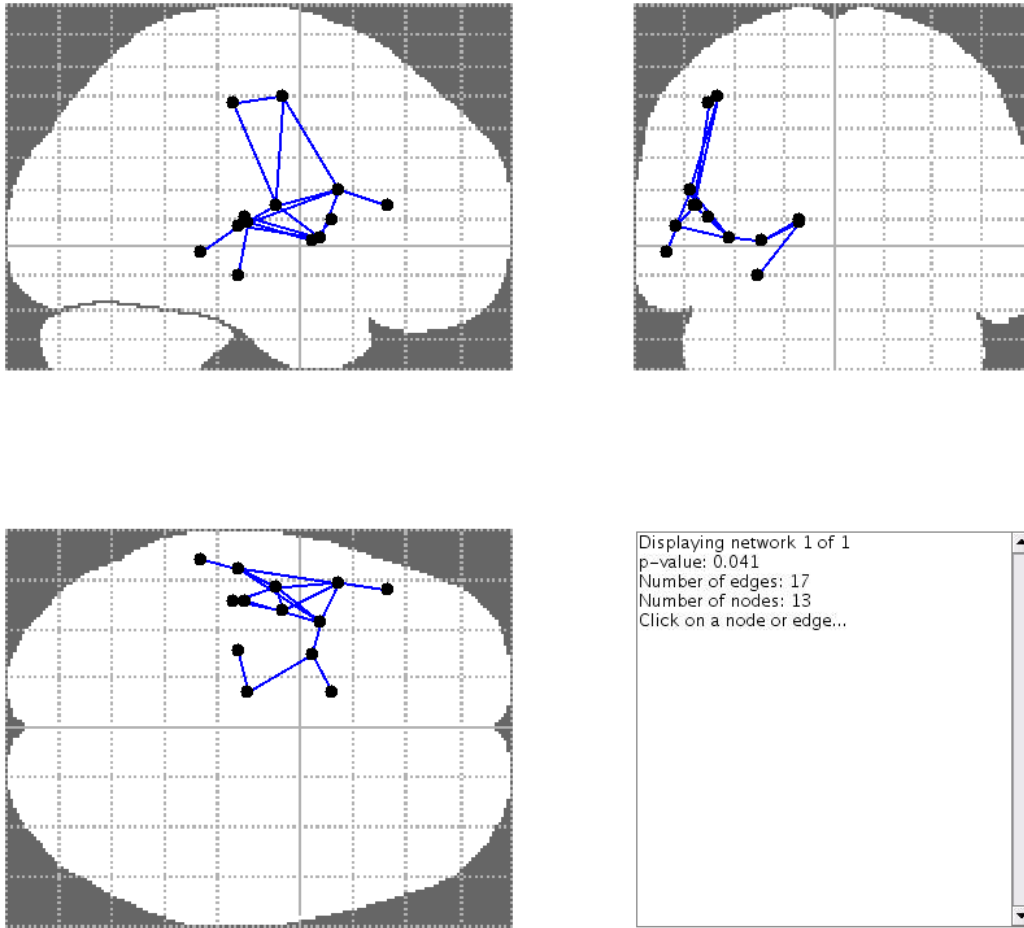 Displaying network 1 of 1
p-value: 0.041
Number of edges: 17
Number of nodes: 13
Click on a node or edge...